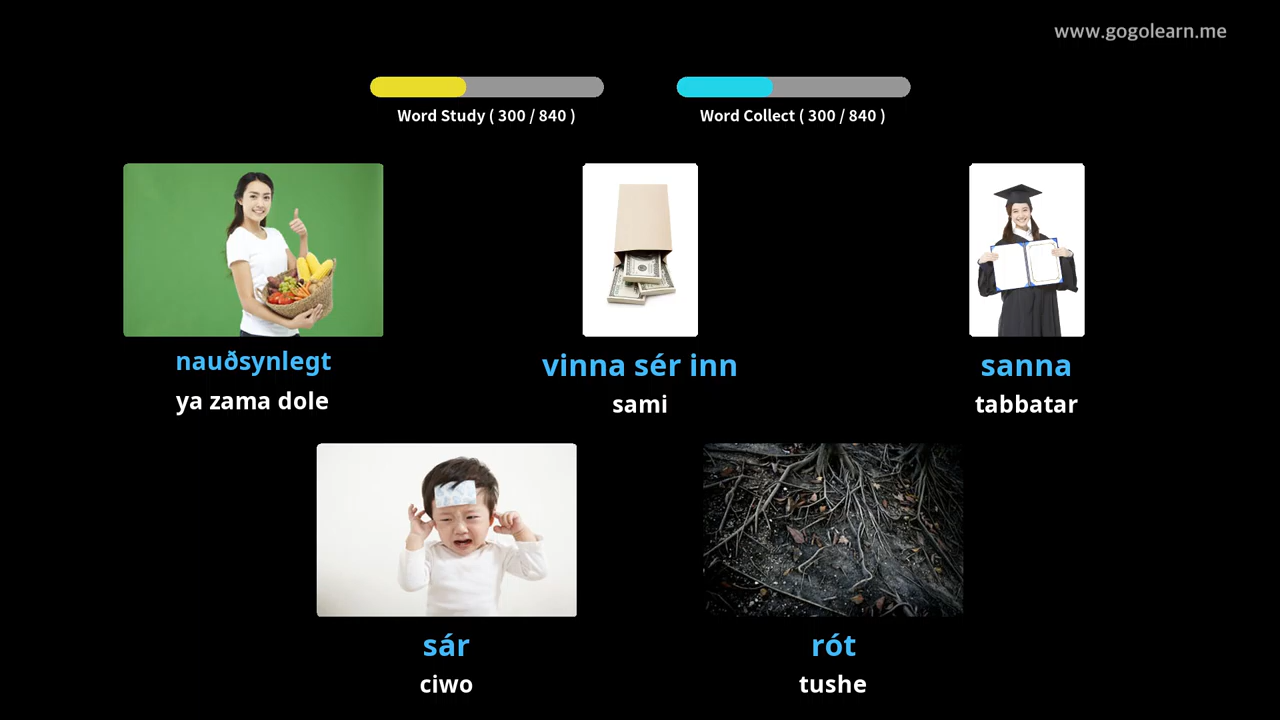 www.gogolearn.me
Word Study ( 300 / 840 )
Word Collect ( 300 / 840 )
nauðsynlegt
ya zama dole
vinna sér inn
sami
sanna
tabbatar
sár
ciwo
rót
tushe